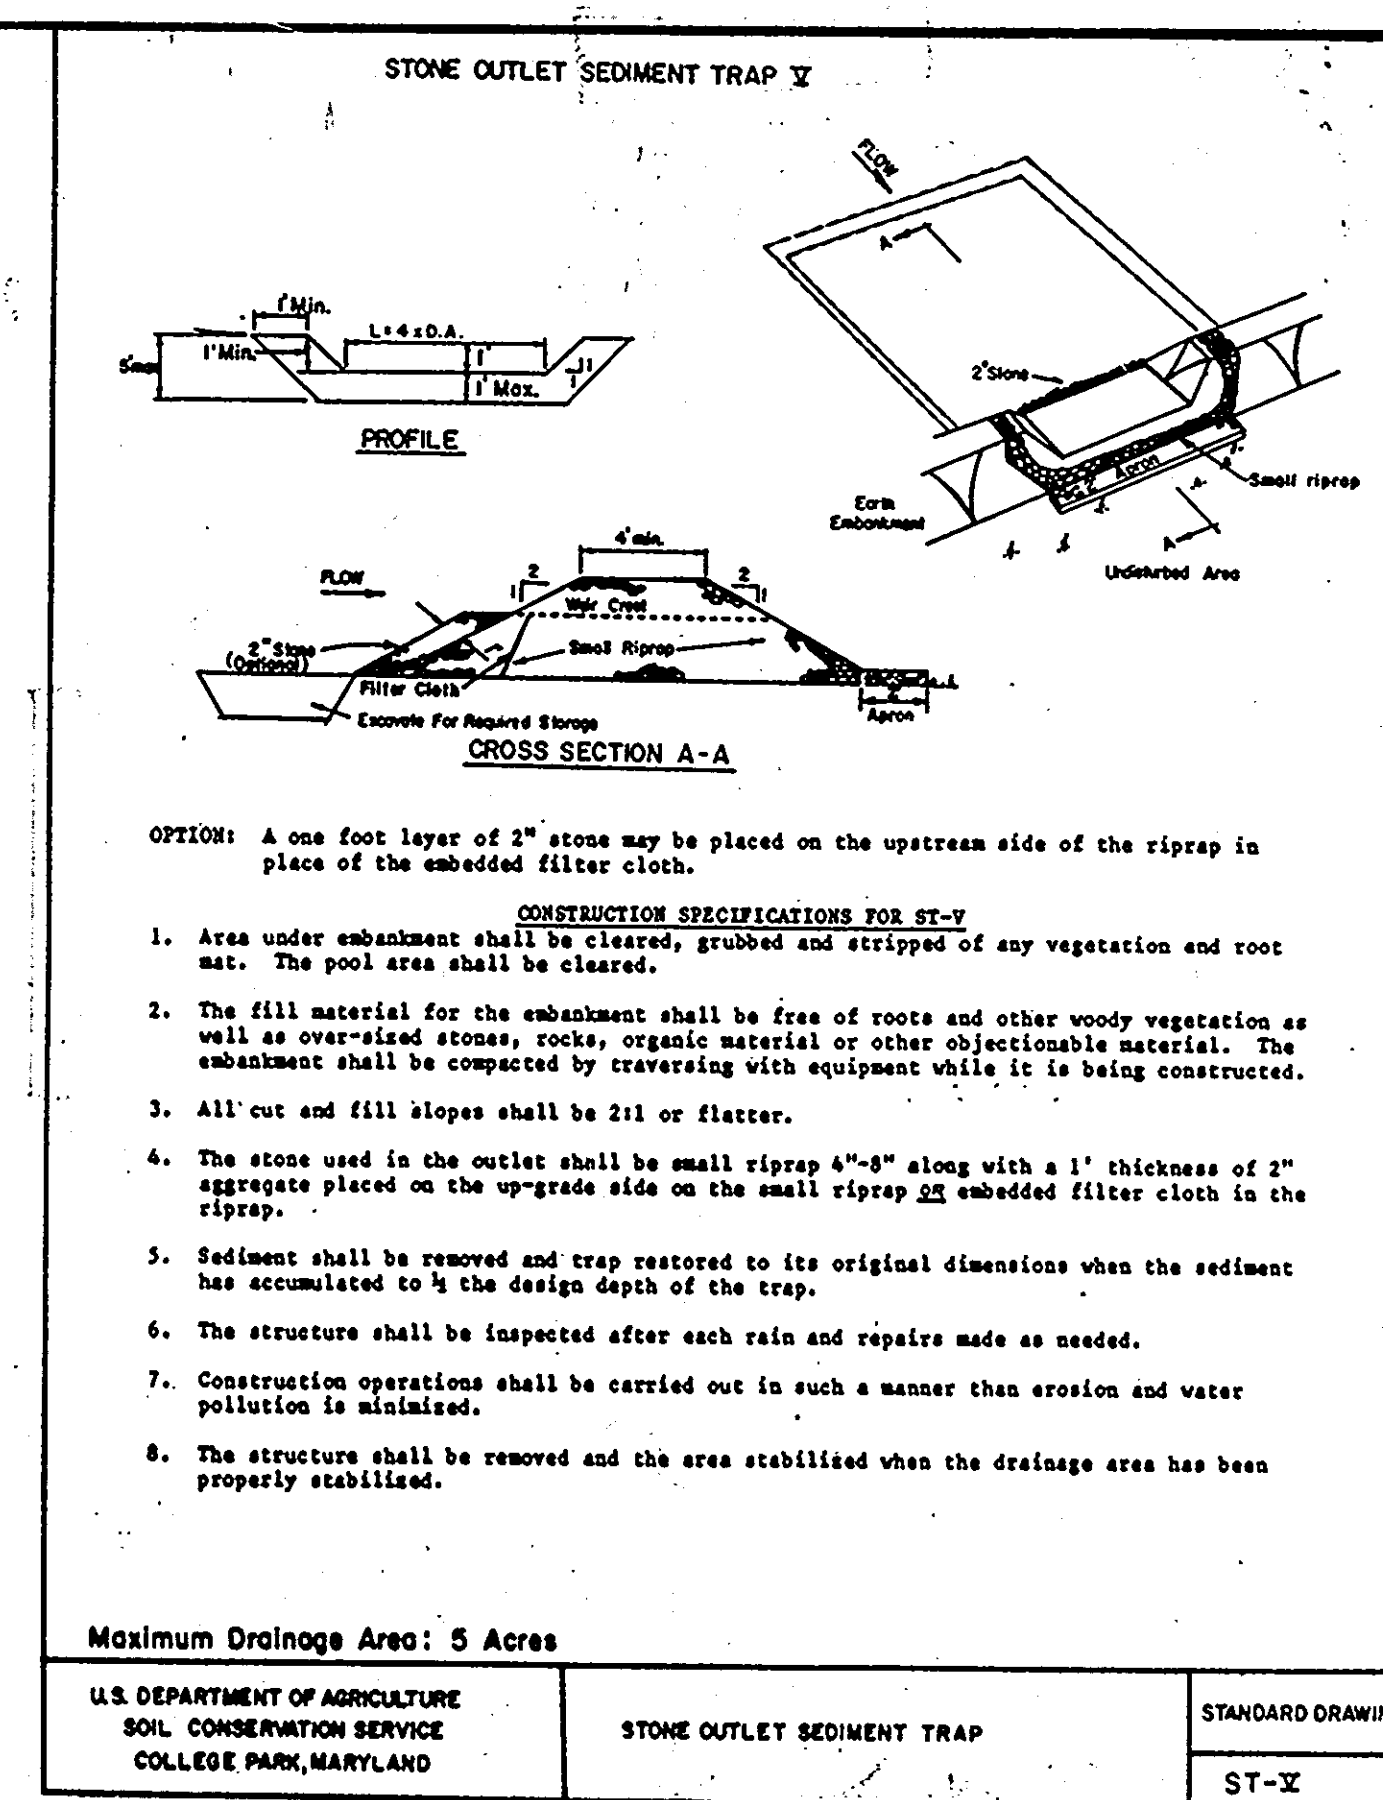 STONE OUTLET SEDIMENT TRAP V
FLOW
A
1' Min.
L = 4 x D.A.
1' Min.
5' max
1'
1
1
1' Max.
PROFILE
2" Stone
Apron
Small riprap
Earth
Embankment
A
Undisturbed Area
4' min.
FLOW
2
1
2
1
Weir Crest
2" Stone
(Optional)
Small Riprap
Filter Cloth
Apron
Excavate For Required Storage
CROSS SECTION A-A
OPTION: A one foot layer of 2" stone may be placed on the upstream side of the riprap in
place of the embedded filter cloth.
CONSTRUCTION SPECIFICATIONS FOR ST-V
1. Area under embankment shall be cleared, grubbed and stripped of any vegetation and root
mat. The pool area shall be cleared.
2. The fill material for the embankment shall be free of roots and other woody vegetation as
well as over-sized stones, rocks, organic material or other objectionable material. The
embankment shall be compacted by traversing with equipment while it is being constructed.
3. All cut and fill slopes shall be 2:1 or flatter.
4. The stone used in the outlet shall be small riprap 4"-8" along with a 1' thickness of 2"
aggregate placed on the up-grade side on the small riprap or embedded filter cloth in the
riprap.
5. Sediment shall be removed and trap restored to its original dimensions when the sediment
has accumulated to the design depth of the trap.
6. The structure shall be inspected after each rain and repairs made as needed.
7. Construction operations shall be carried out in such a manner than erosion and water
pollution is minimized.
8. The structure shall be removed and the area stabilized when the drainage area has been
properly stabilized.
Maximum Drainage Area: 5 Acres
U.S. DEPARTMENT OF AGRICULTURE
SOIL CONSERVATION SERVICE
COLLEGE PARK, MARYLAND
STONE OUTLET SEDIMENT TRAP
STANDARD DRAWI
ST-V